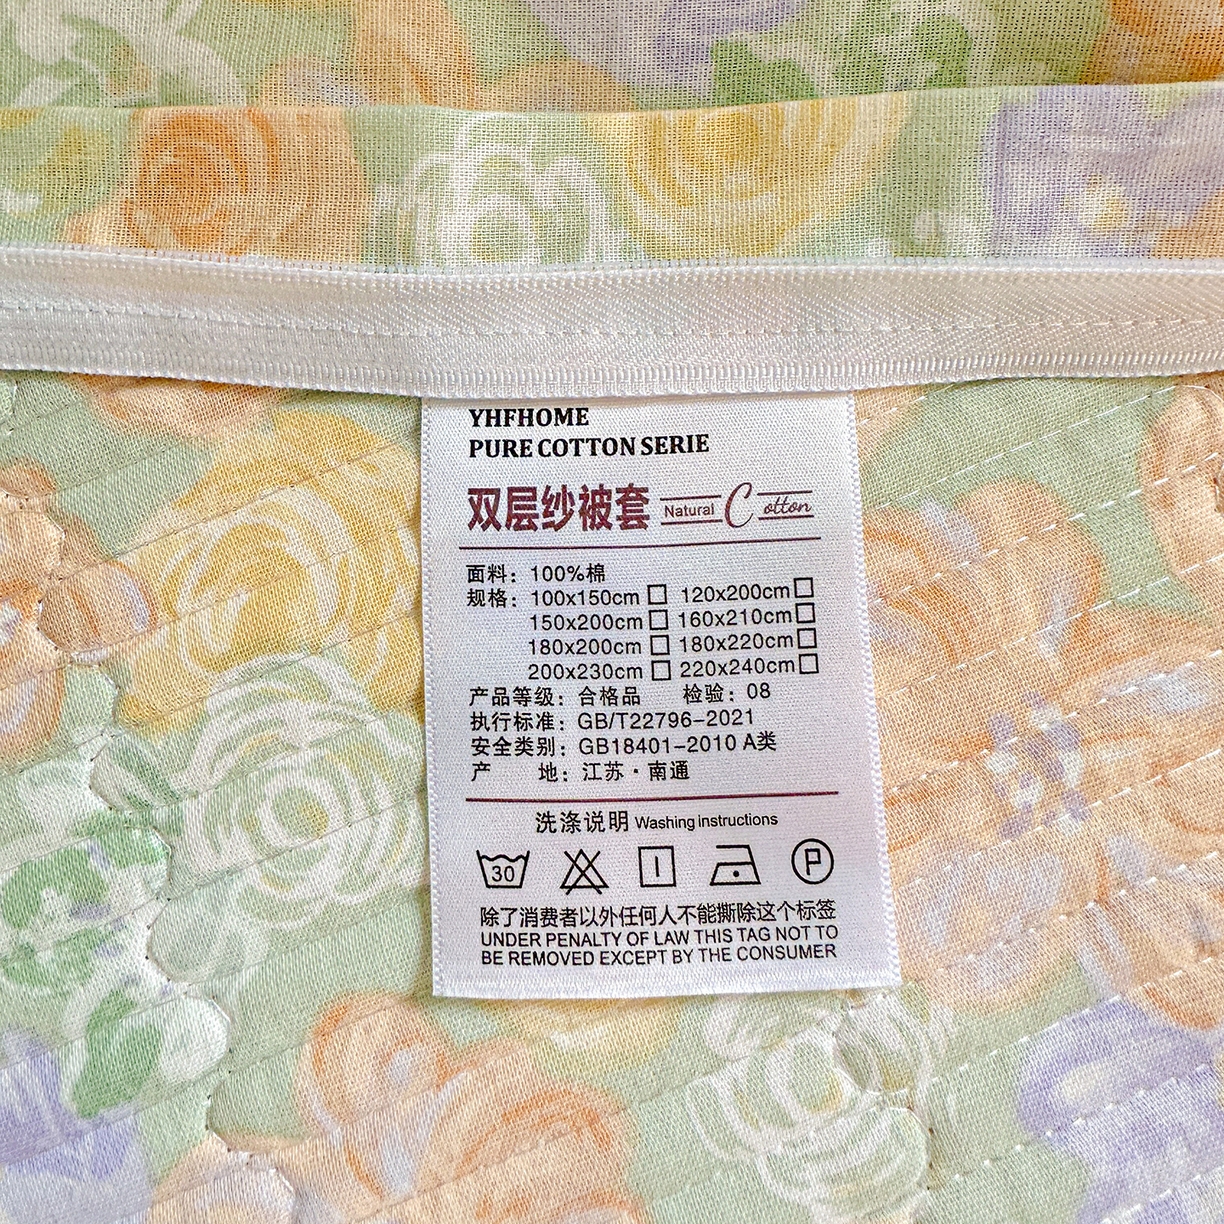 YHFHOME
PURE COTTON SERIE
双层纱被套 Natural Cotton
面料：100%棉
规格：100x150cm □ 120x200cm □
150x200cm □ 160x210cm □
180x200cm □ 180x220cm □
200x230cm □ 220x240cm □
产品等级：合格品 检验：08
执行标准：GB/T22796-2021
安全类别：GB18401-2010 A类
产 地：江苏·南通
洗涤说明 Washing instructions
30 P
除了消费者以外任何人不能撕除这个标签
UNDER PENALTY OF LAW THIS TAG NOT TO
BE REMOVED EXCEPT BY THE CONSUMER